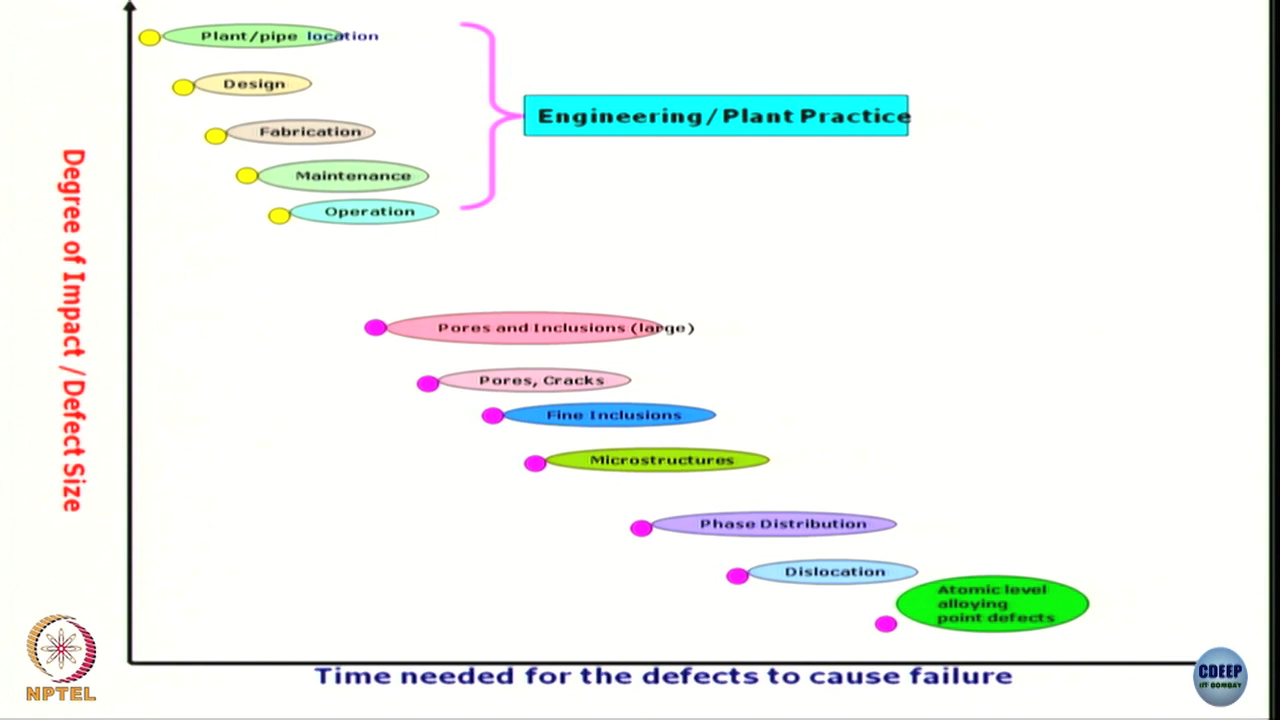 Plant/pipe location
Design
Fabrication
Maintenance
Operation
Engineering/Plant Practice
Degree of Impact / Defect Size
Pores and Inclusions (large)
Pores, Cracks
Fine Inclusions
Microstructures
Phase Distribution
Dislocation
Atomic level
alloying
point defects
Time needed for the defects to cause failure
NPTEL
CDEEP
IIT BOMBAY